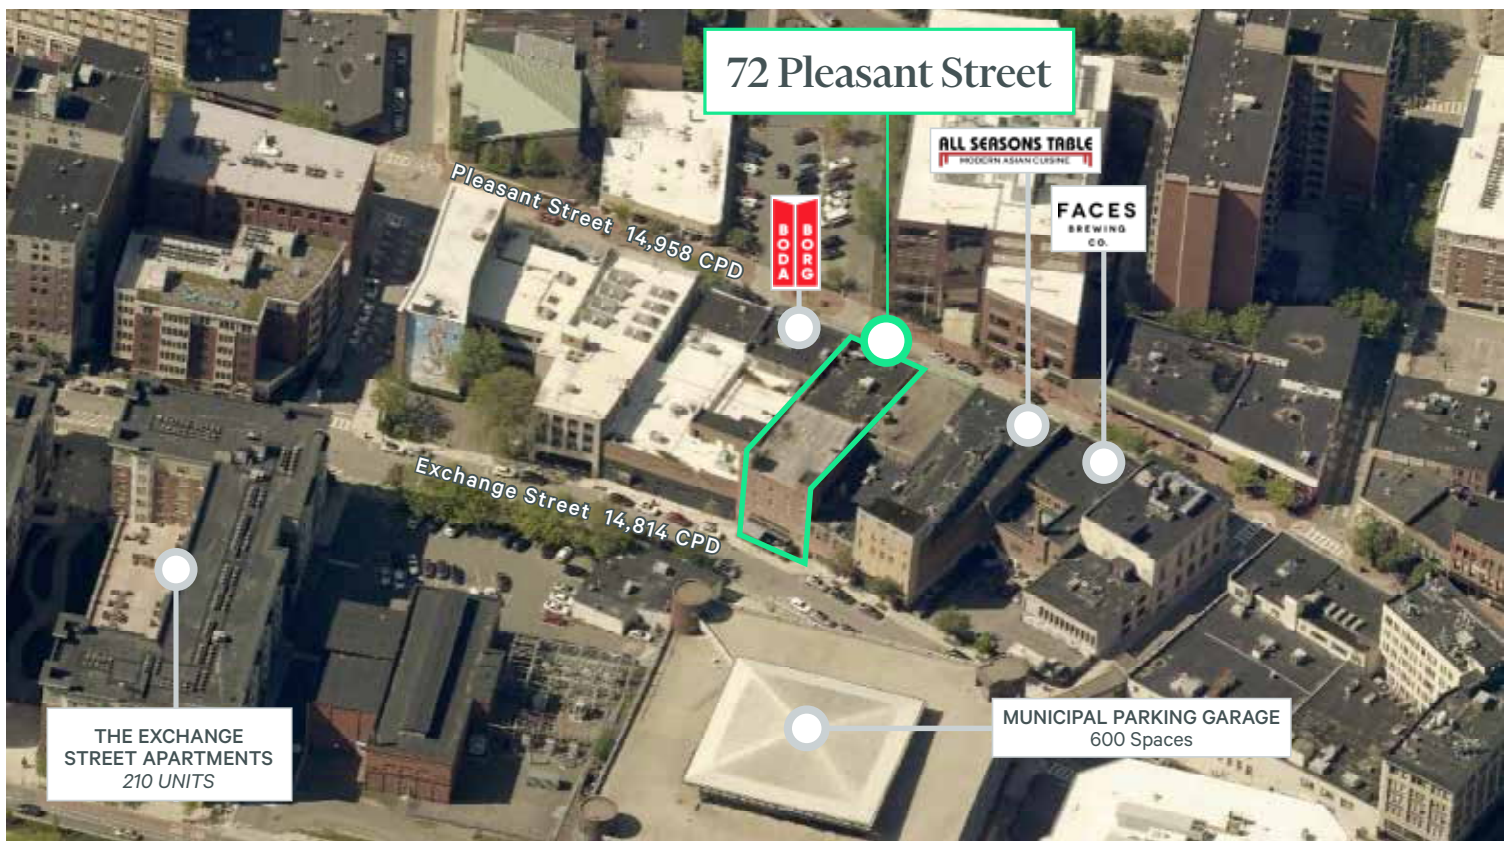 72 Pleasant Street
ALL SEASONS TABLE
MODERN ASIAN CUISINE
FACES
BREWING
CO.
BODA
BORG
Pleasant Street 14,958 CPD
Exchange Street 14,814 CPD
THE EXCHANGE
STREET APARTMENTS
210 UNITS
MUNICIPAL PARKING GARAGE
600 Spaces